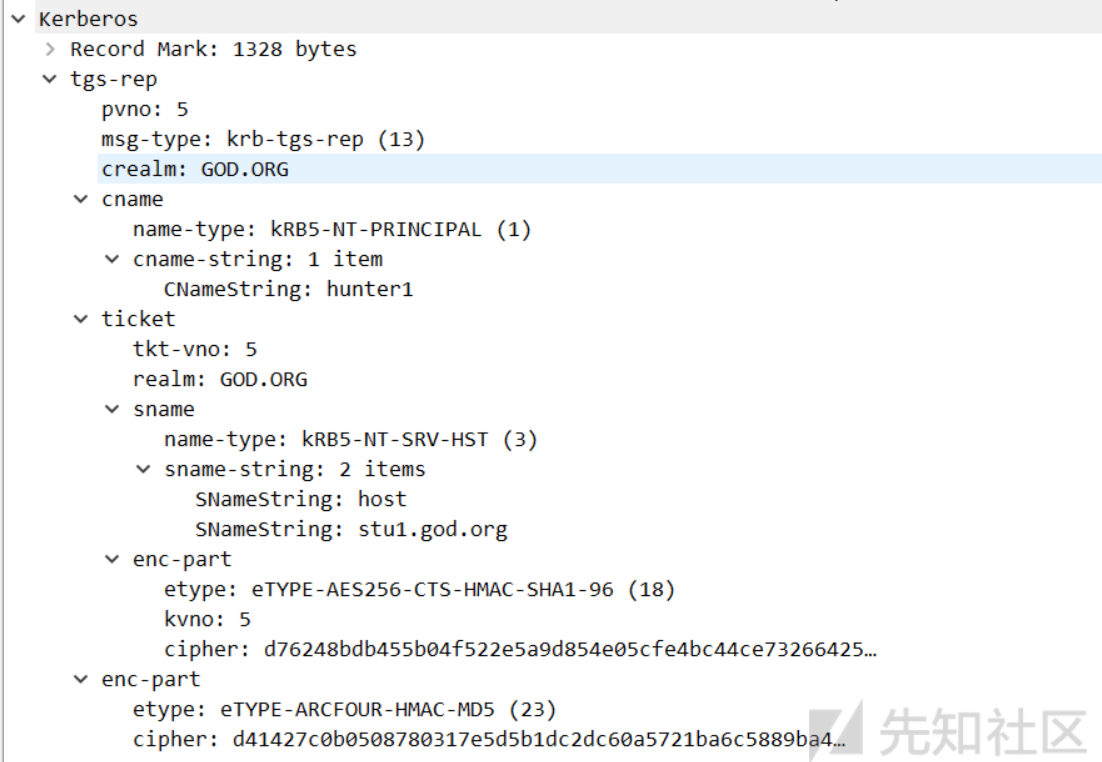 Kerberos
Record Mark: 1328 bytes
tgs-rep
pvno: 5
msg-type: krb-tgs-rep (13)
crealm: GOD.ORG
cname
name-type: kRB5-NT-PRINCIPAL (1)
cname-string: 1 item
CNameString: hunter1
ticket
tkt-vno: 5
realm: GOD.ORG
sname
name-type: kRB5-NT-SRV-HST (3)
sname-string: 2 items
SNameString: host
SNameString: stu1.god.org
enc-part
etype: eTYPE-AES256-CTS-HMAC-SHA1-96 (18)
kvno: 5
cipher: d76248bdb455b04f522e5a9d854e05cfe4bc44ce73266425…
enc-part
etype: eTYPE-ARCFOUR-HMAC-MD5 (23)
cipher: d41427c0b0508780317e5d5b1dc2dc60a5721ba6c5889ba4…
先知社区